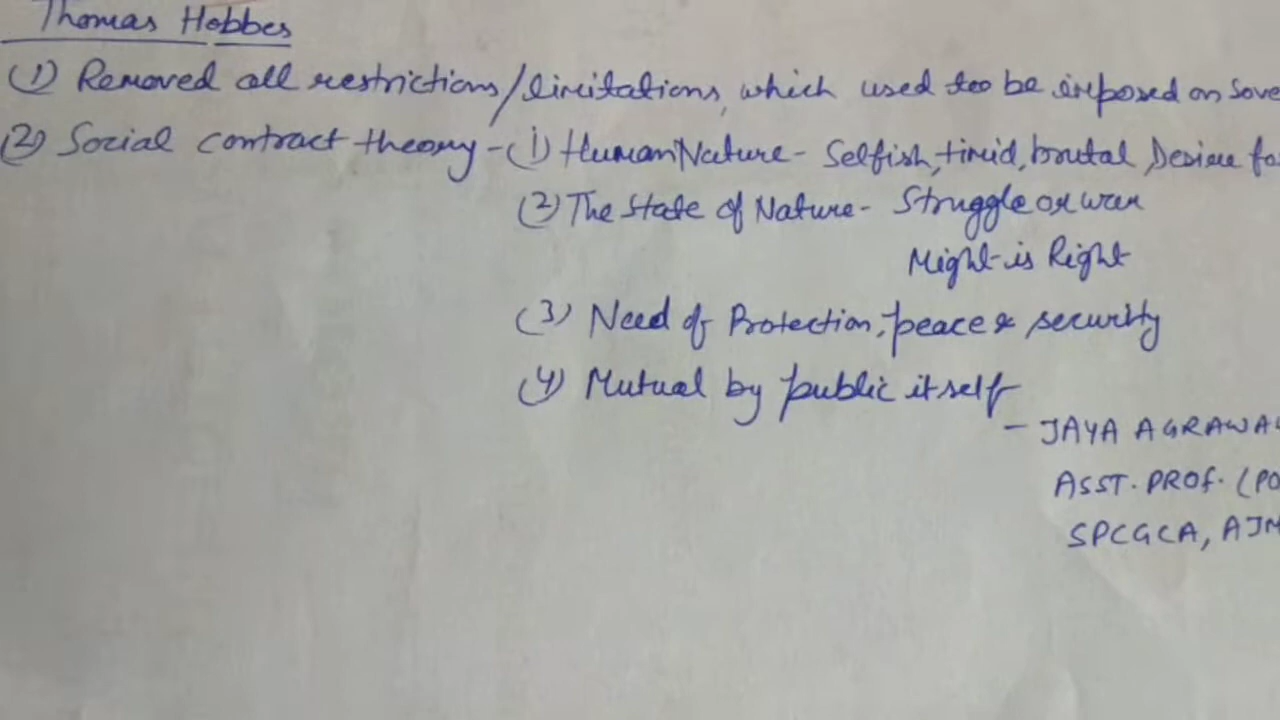 Thomas Hobbes
(1) Removed all restrictions/limitations, which used to be imposed on Sove
(2) Social contract theory - (1) Human Nature - Selfish, timid, brutal, Desire fo
(2) The State of Nature - Struggle or war
Might is Right
(3) Need of Protection, peace & security
(4) Mutual by public itself
- JAYA AGRAWA
ASST. PROF. (PO
SPCGCA, AJM